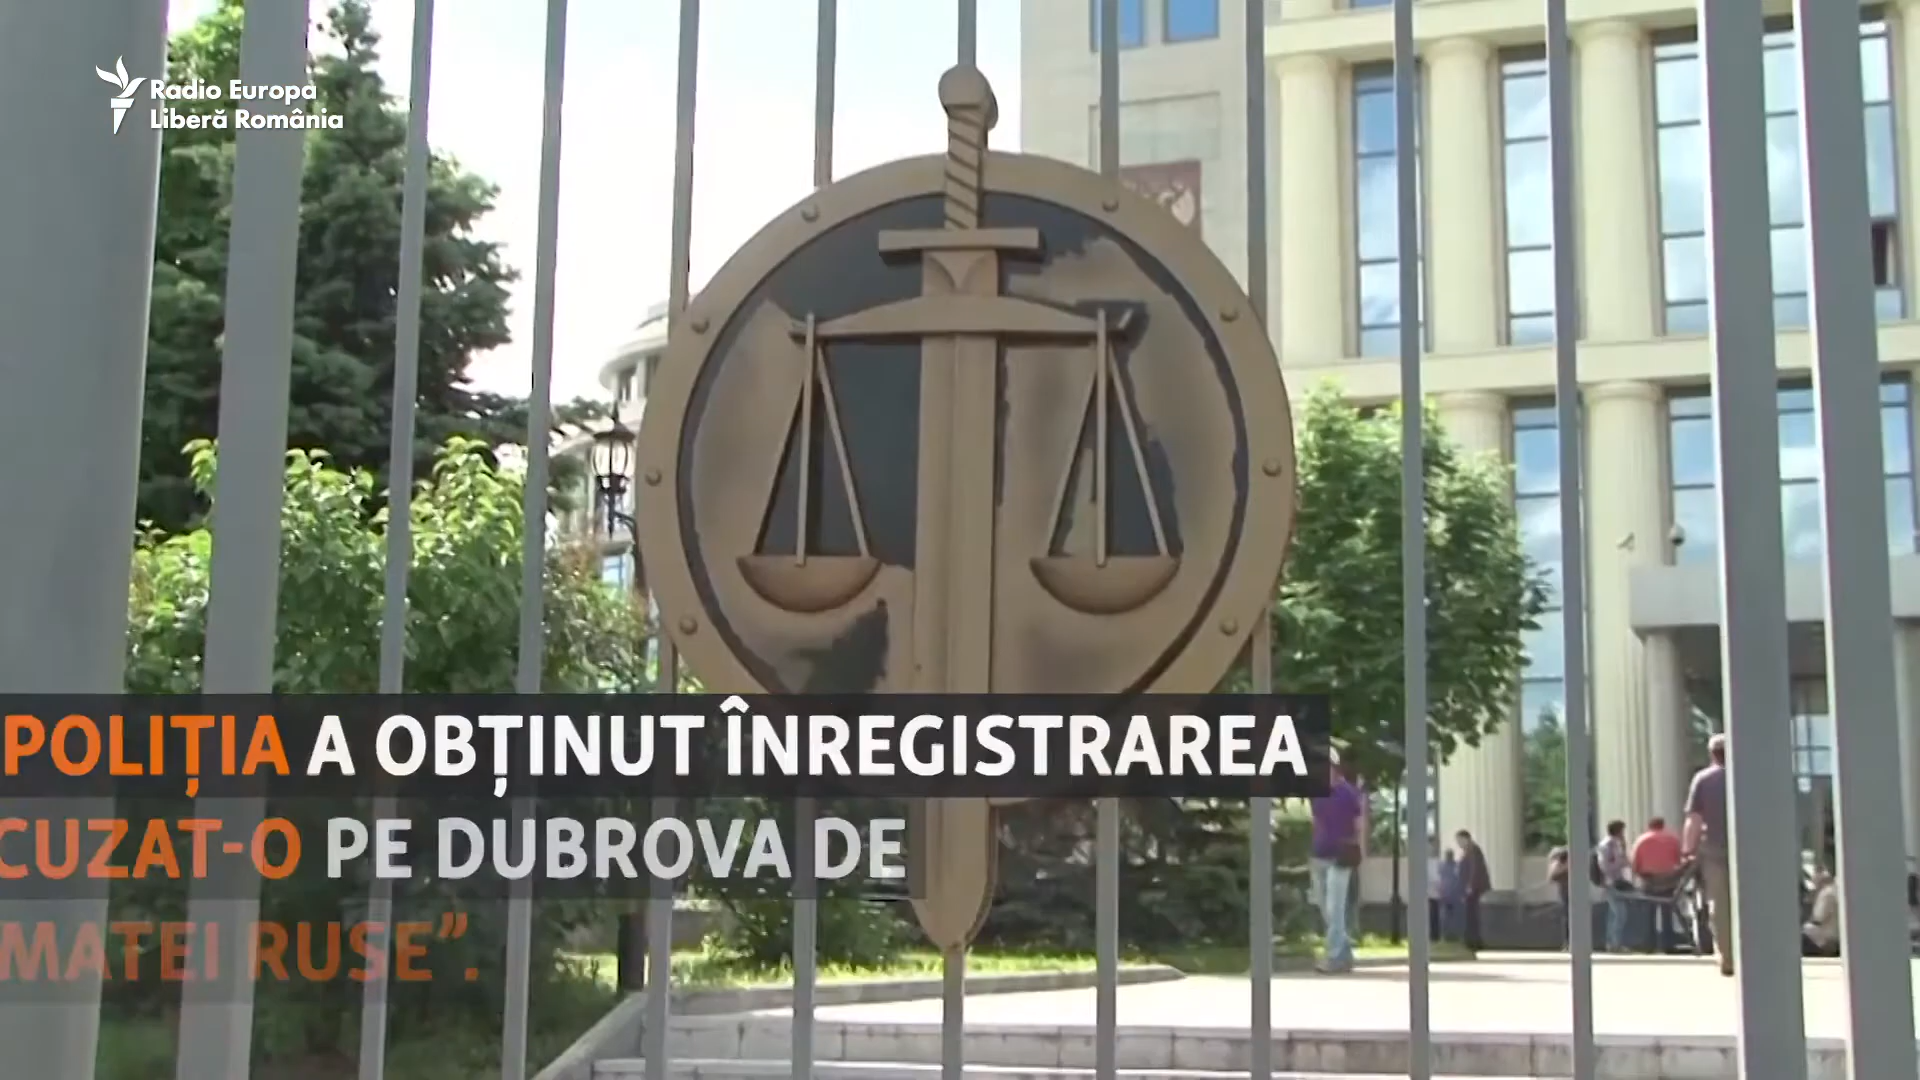 Radio Europa
Liberă România
POLIȚIA A OBȚINUT ÎNREGISTRAREA
CUZAT-O PE DUBROVA DE
MATEI RUSE”.